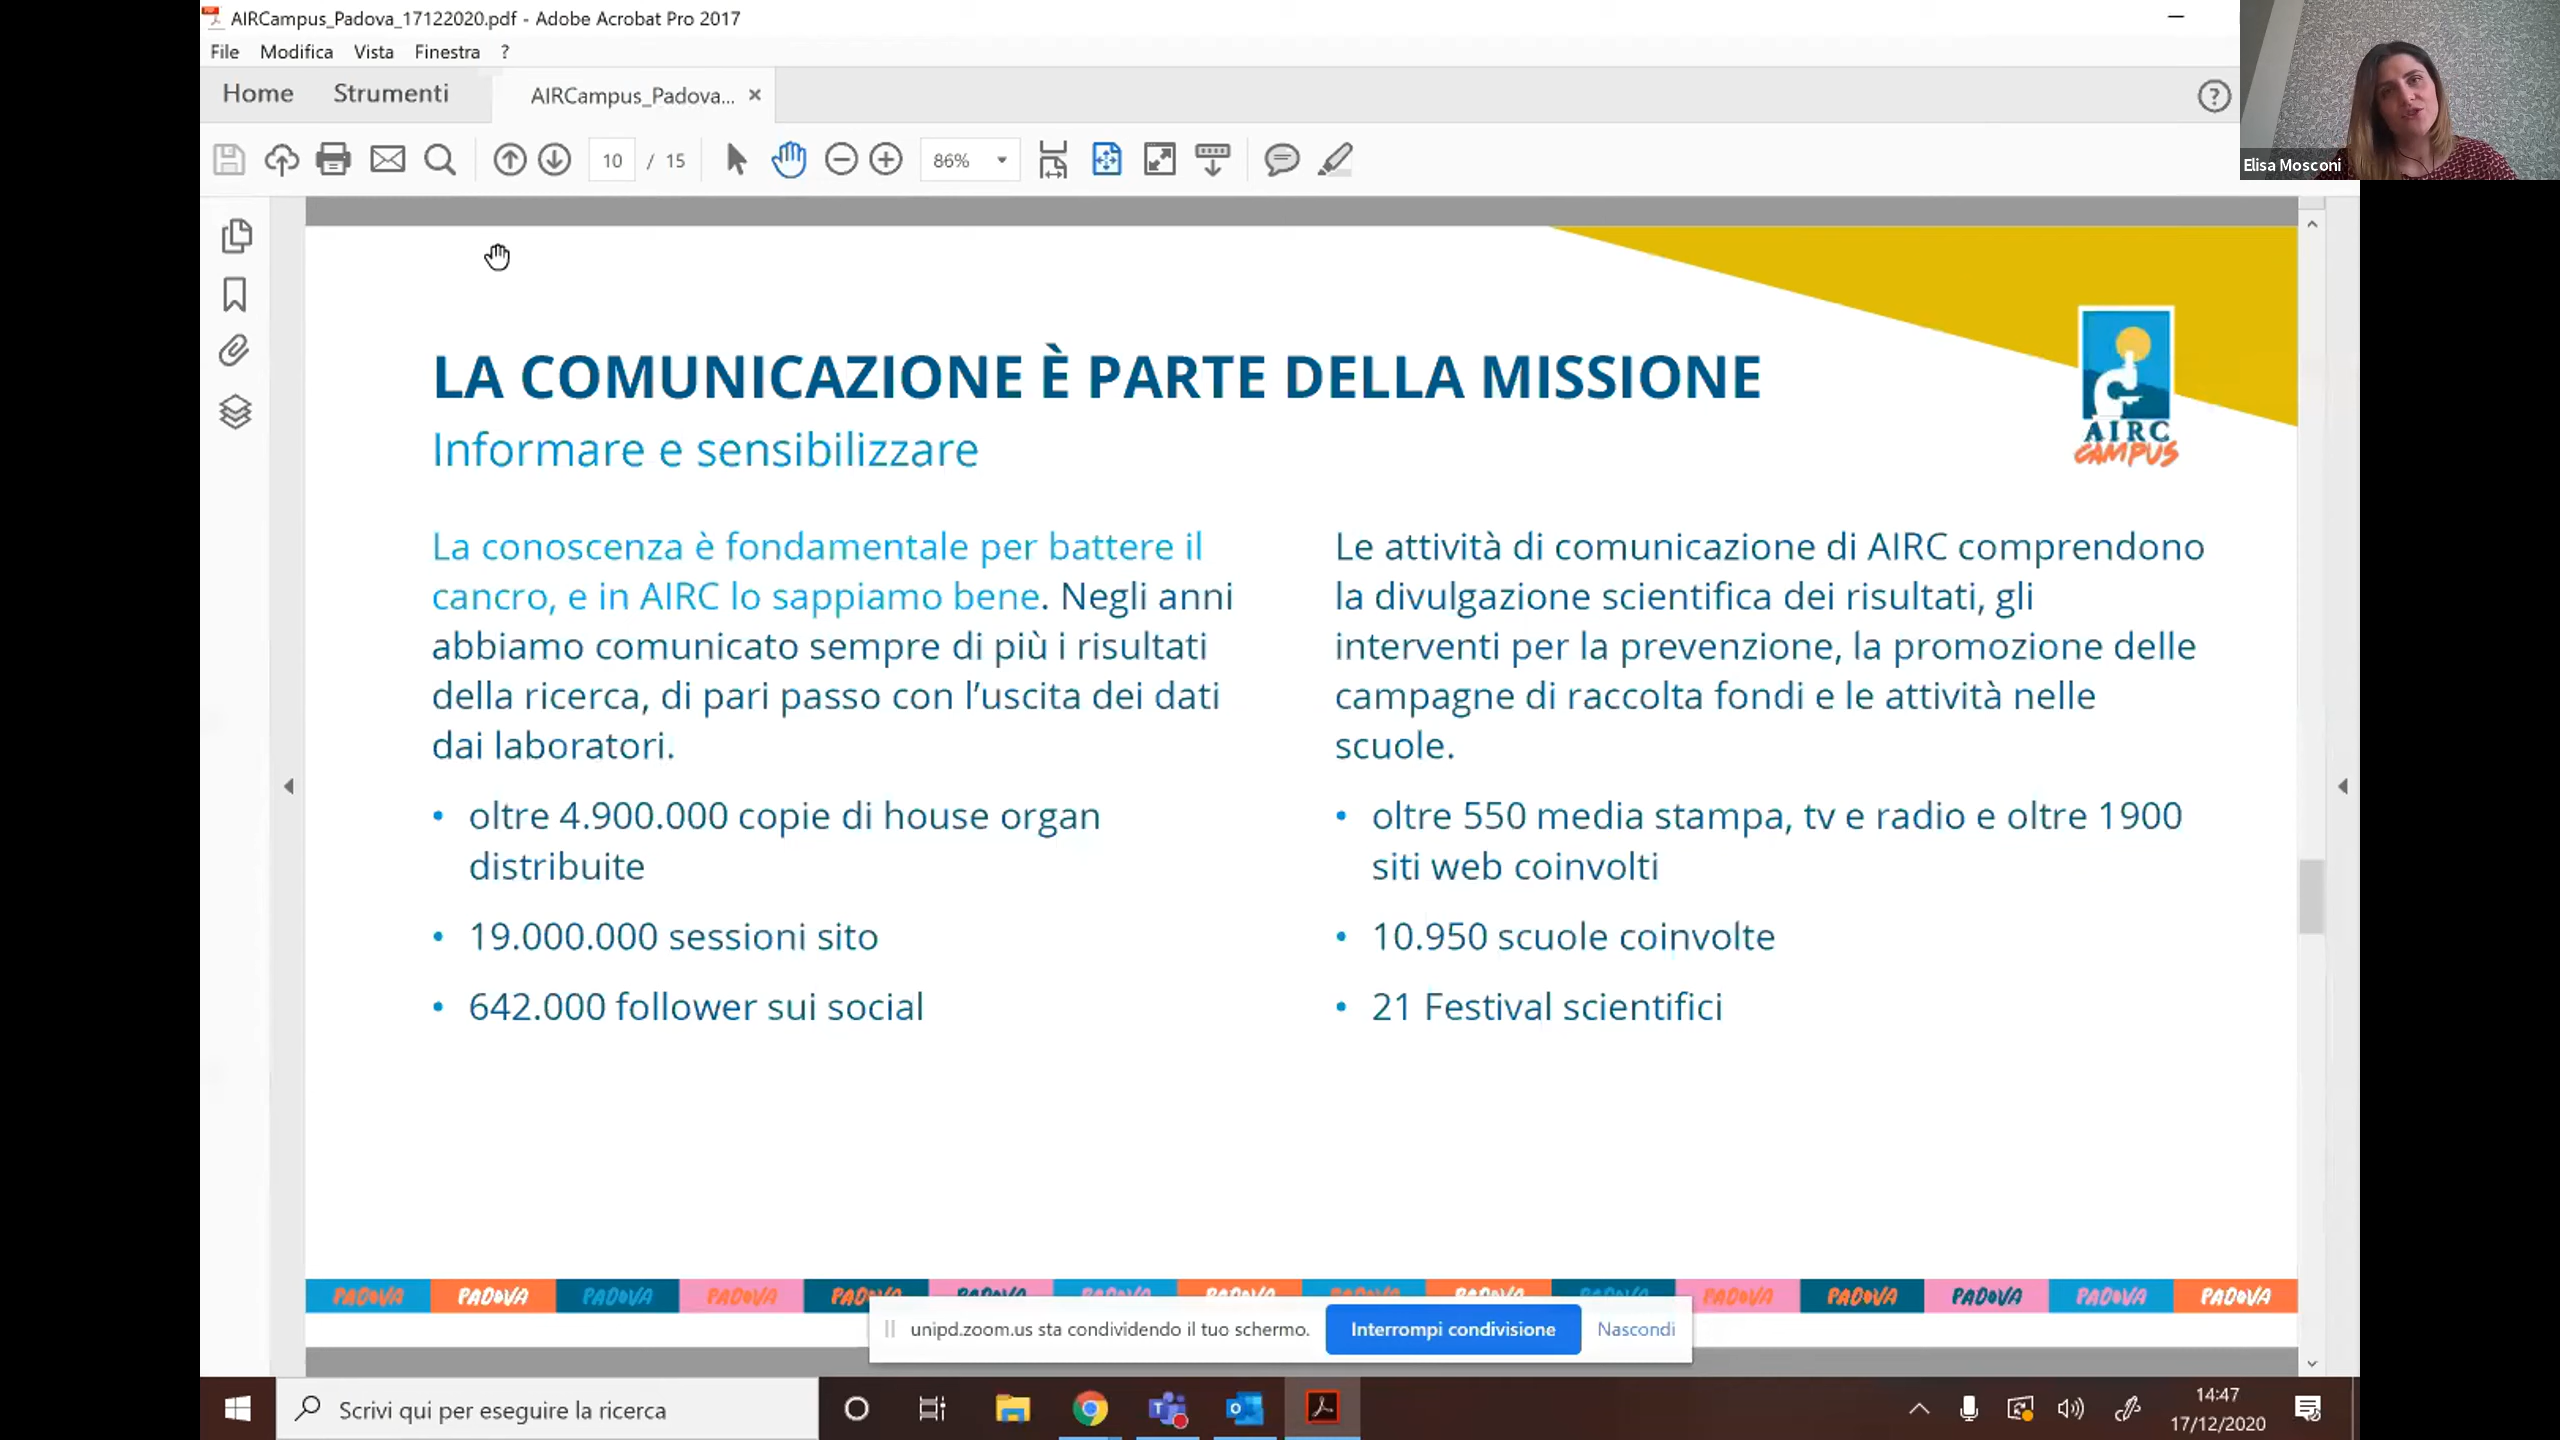 AIRCampus_Padova_17122020.pdf - Adobe Acrobat Pro 2017
File Modifica Vista Finestra ?
Home Strumenti AIRCampus_Padova... ×
10 / 15 86%
Elisa Mosconi
LA COMUNICAZIONE È PARTE DELLA MISSIONE
Informare e sensibilizzare
AIRC
CAMPUS
La conoscenza è fondamentale per battere il
cancro, e in AIRC lo sappiamo bene. Negli anni
abbiamo comunicato sempre di più i risultati
della ricerca, di pari passo con l’uscita dei dati
dai laboratori.
• oltre 4.900.000 copie di house organ
distribuite
• 19.000.000 sessioni sito
• 642.000 follower sui social
Le attività di comunicazione di AIRC comprendono
la divulgazione scientifica dei risultati, gli
interventi per la prevenzione, la promozione delle
campagne di raccolta fondi e le attività nelle
scuole.
• oltre 550 media stampa, tv e radio e oltre 1900
siti web coinvolti
• 10.950 scuole coinvolte
• 21 Festival scientifici
PADOVA PADOVA PADOVA PADOVA PADOVA PADOVA PADOVA PADOVA PADOVA PADOVA PADOVA PADOVA PADOVA PADOVA PADOVA PADOVA
unipd.zoom.us sta condividendo il tuo schermo. Interrompi condivisione Nascondi
Scrivi qui per eseguire la ricerca
14:47
17/12/2020